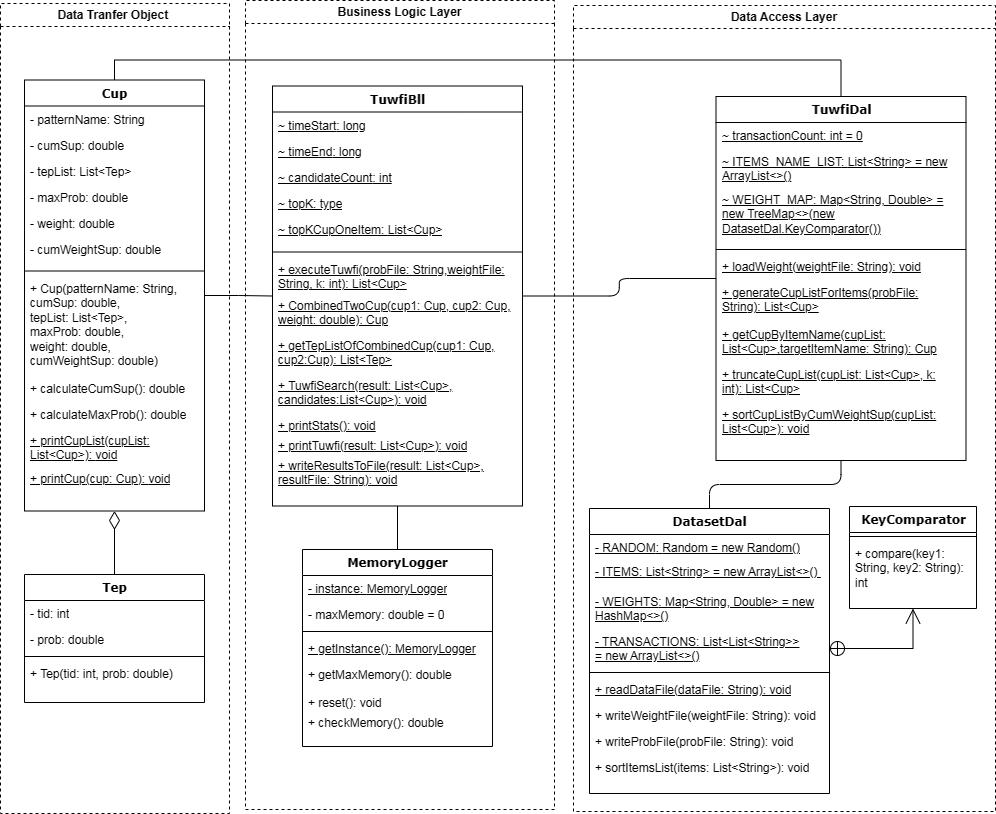 Data Tranfer Object
Cup
- patternName: String
- cumSup: double
- tepList: List<Tep>
- maxProb: double
- weight: double
- cumWeightSup: double
+ Cup(patternName: String,
cumSup: double,
tepList: List<Tep>,
maxProb: double,
weight: double,
cumWeightSup: double)
+ calculateCumSup(): double
+ calculateMaxProb(): double
+ printCupList(cupList:
List<Cup>): void
+ printCup(cup: Cup): void
Tep
- tid: int
- prob: double
+ Tep(tid: int, prob: double)
Business Logic Layer
TuwfiBll
~ timeStart: long
~ timeEnd: long
~ candidateCount: int
~ topK: type
~ topKCupOneItem: List<Cup>
+ executeTuwfi(probFile: String,weightFile:
String, k: int): List<Cup>
+ CombinedTwoCup(cup1: Cup, cup2: Cup,
weight: double): Cup
+ getTepListOfCombinedCup(cup1: Cup,
cup2:Cup): List<Tep>
+ TuwfiSearch(result: List<Cup>,
candidates:List<Cup>): void
+ printStats(): void
+ printTuwfi(result: List<Cup>): void
+ writeResultsToFile(result: List<Cup>,
resultFile: String): void
MemoryLogger
- instance: MemoryLogger
- maxMemory: double = 0
+ getInstance(): MemoryLogger
+ getMaxMemory(): double
+ reset(): void
+ checkMemory(): double
Data Access Layer
TuwfiDal
~ transactionCount: int = 0
~ ITEMS_NAME_LIST: List<String> = new
ArrayList<>()
~ WEIGHT_MAP: Map<String, Double> =
new TreeMap<>(new
DatasetDal.KeyComparator())
+ loadWeight(weightFile: String): void
+ generateCupListForItems(probFile:
String): List<Cup>
+ getCupByItemName(cupList:
List<Cup>,targetItemName: String): Cup
+ truncateCupList(cupList: List<Cup>, k:
int): List<Cup>
+ sortCupListByCumWeightSup(cupList:
List<Cup>): void
DatasetDal
- RANDOM: Random = new Random()
- ITEMS: List<String> = new ArrayList<>()
- WEIGHTS: Map<String, Double> = new
HashMap<>()
- TRANSACTIONS: List<List<String>>
= new ArrayList<>()
+ readDataFile(dataFile: String): void
+ writeWeightFile(weightFile: String): void
+ writeProbFile(probFile: String): void
+ sortItemsList(items: List<String>): void
KeyComparator
+ compare(key1:
String, key2: String):
int